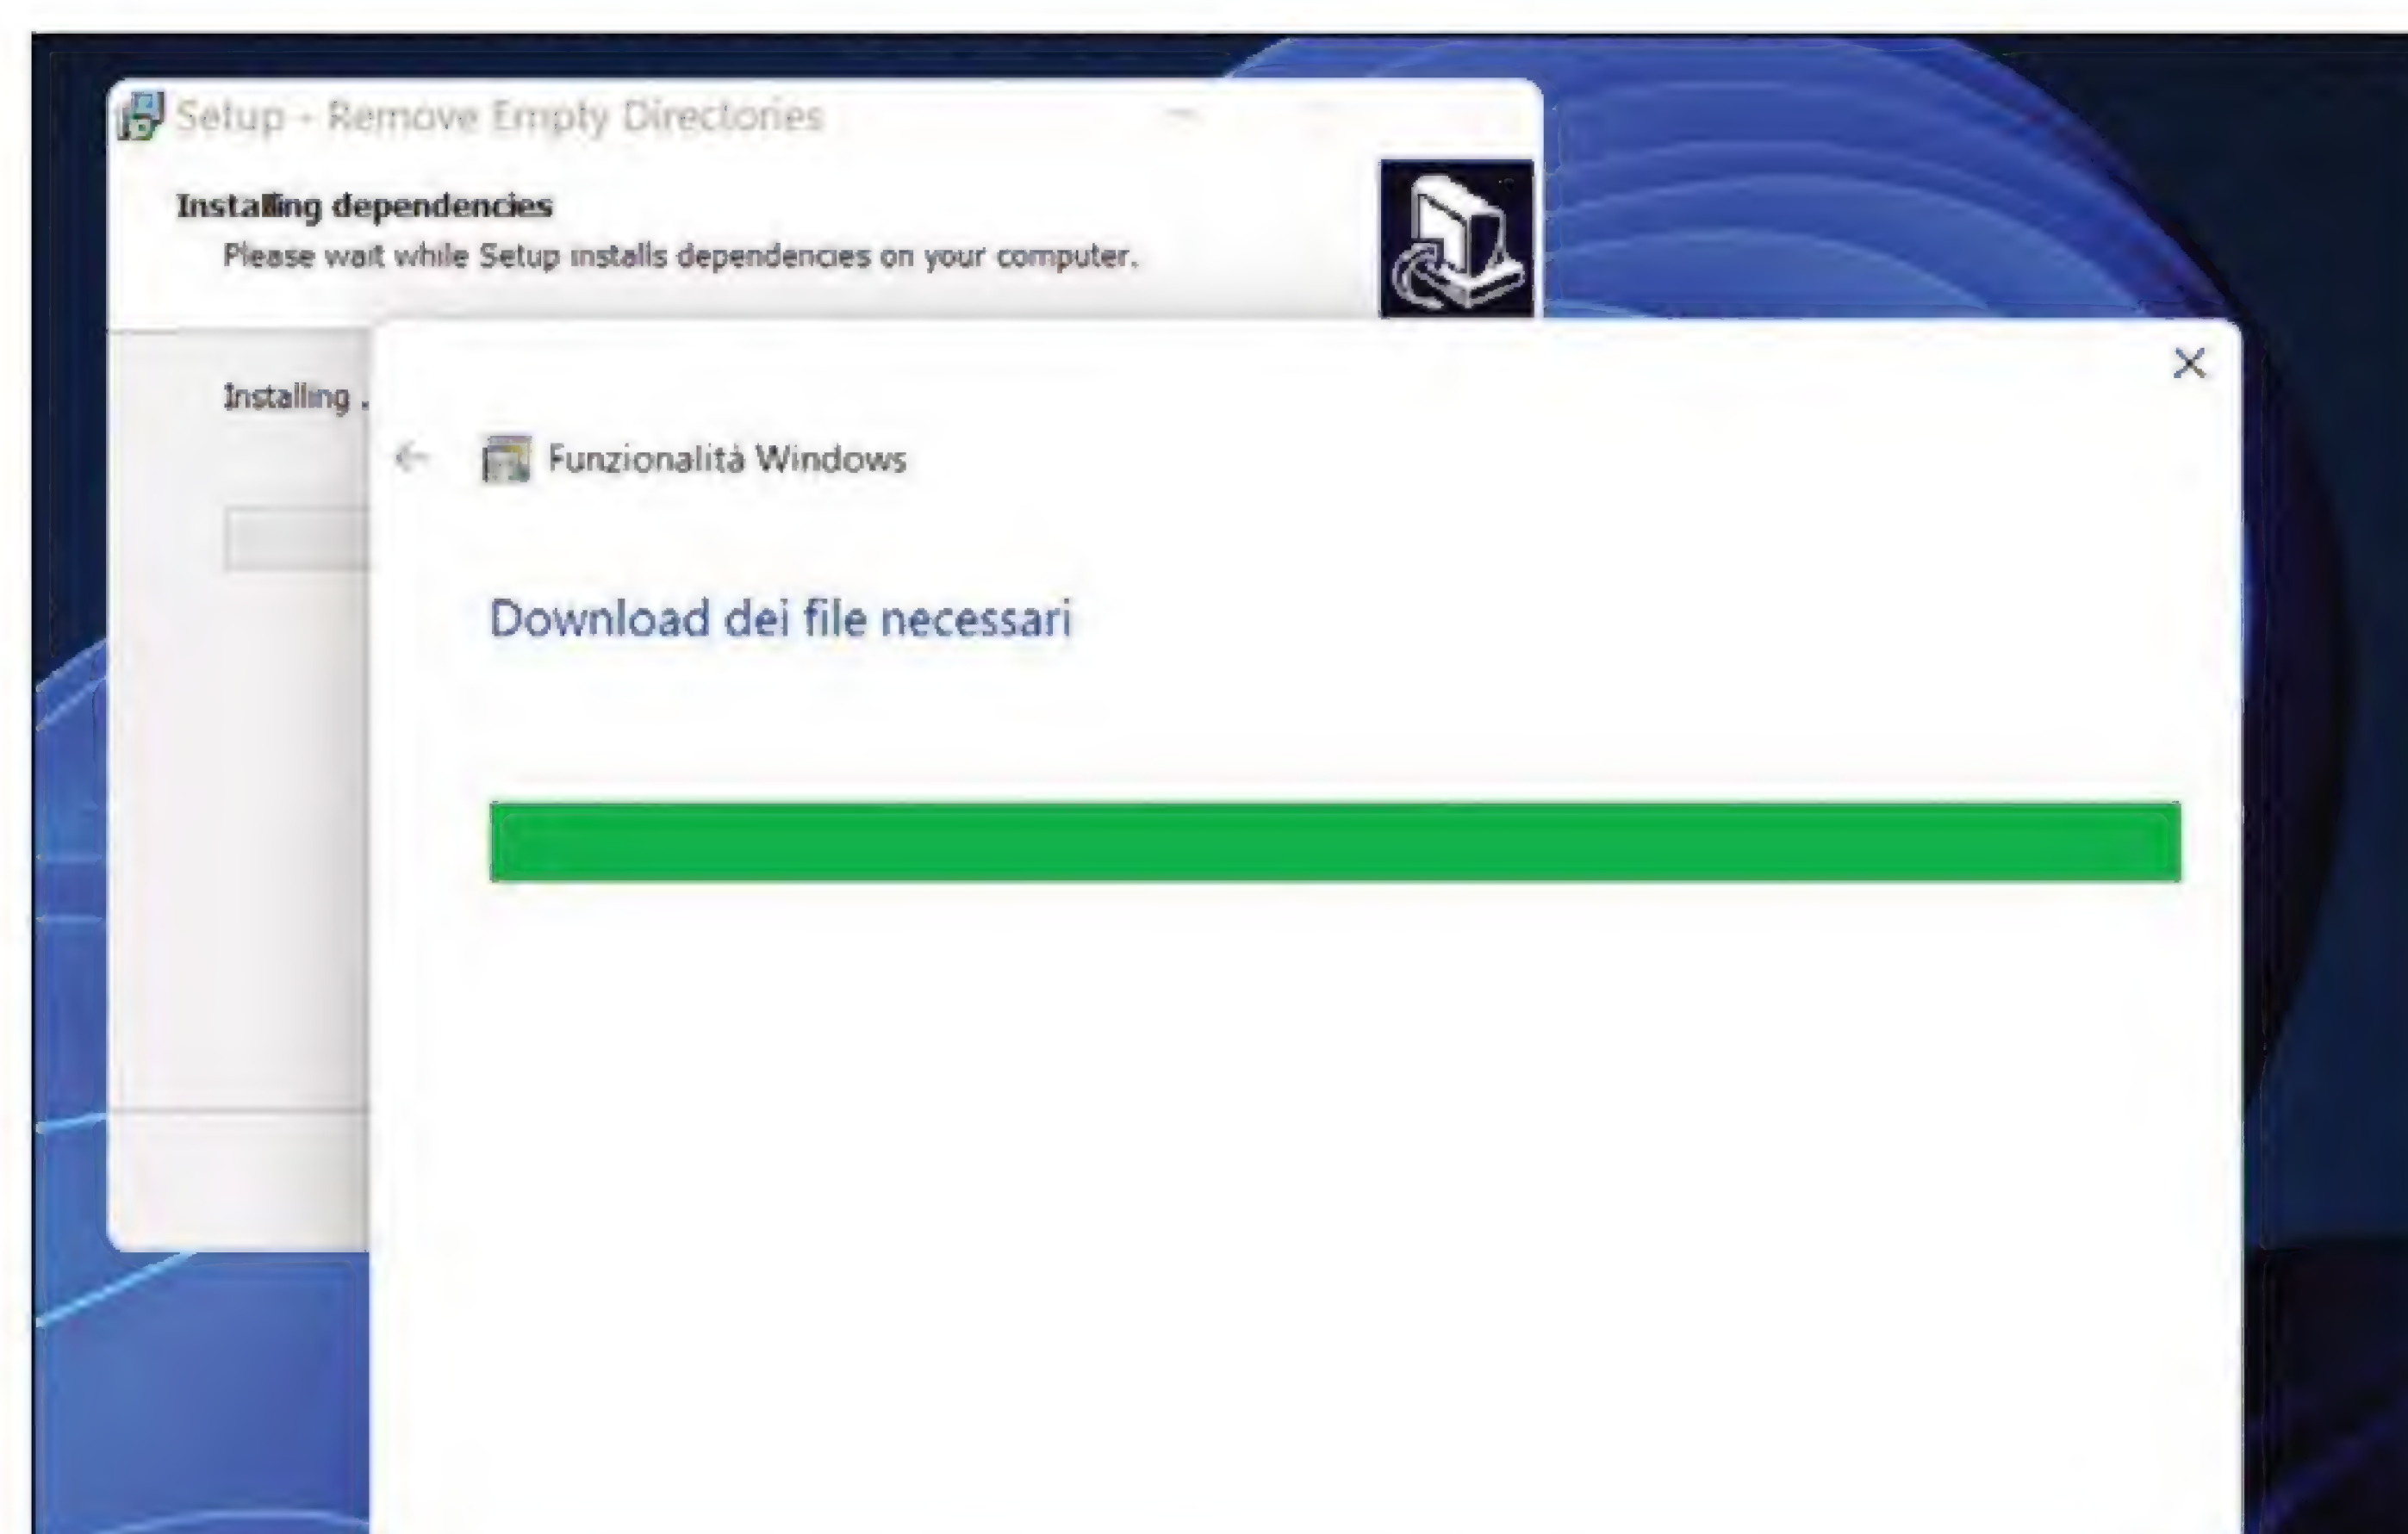 Setup - Remove Empty Directories
Installing dependencies
Please wait while Setup installs dependencies on your computer.
Installing .
Funzionalità Windows
Download dei file necessari